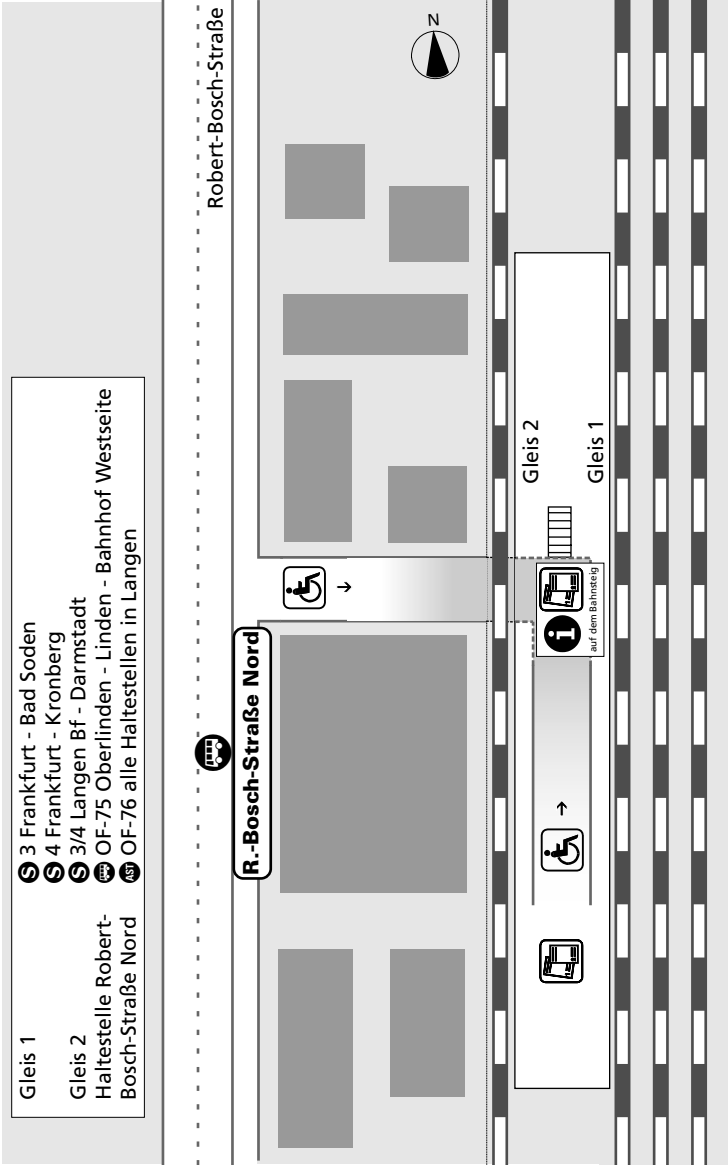 Gleis 1
S 3 Frankfurt - Bad Soden
S 4 Frankfurt - Kronberg
Gleis 2
S 3/4 Langen Bf - Darmstadt
Haltestelle Robert-
OF-75 Oberlinden - Linden - Bahnhof Westseite
Bosch-Straße Nord
AST OF-76 alle Haltestellen in Langen
Robert-Bosch-Straße
R.-Bosch-Straße Nord
N
Gleis 2
Gleis 1
i
auf dem Bahnsteig